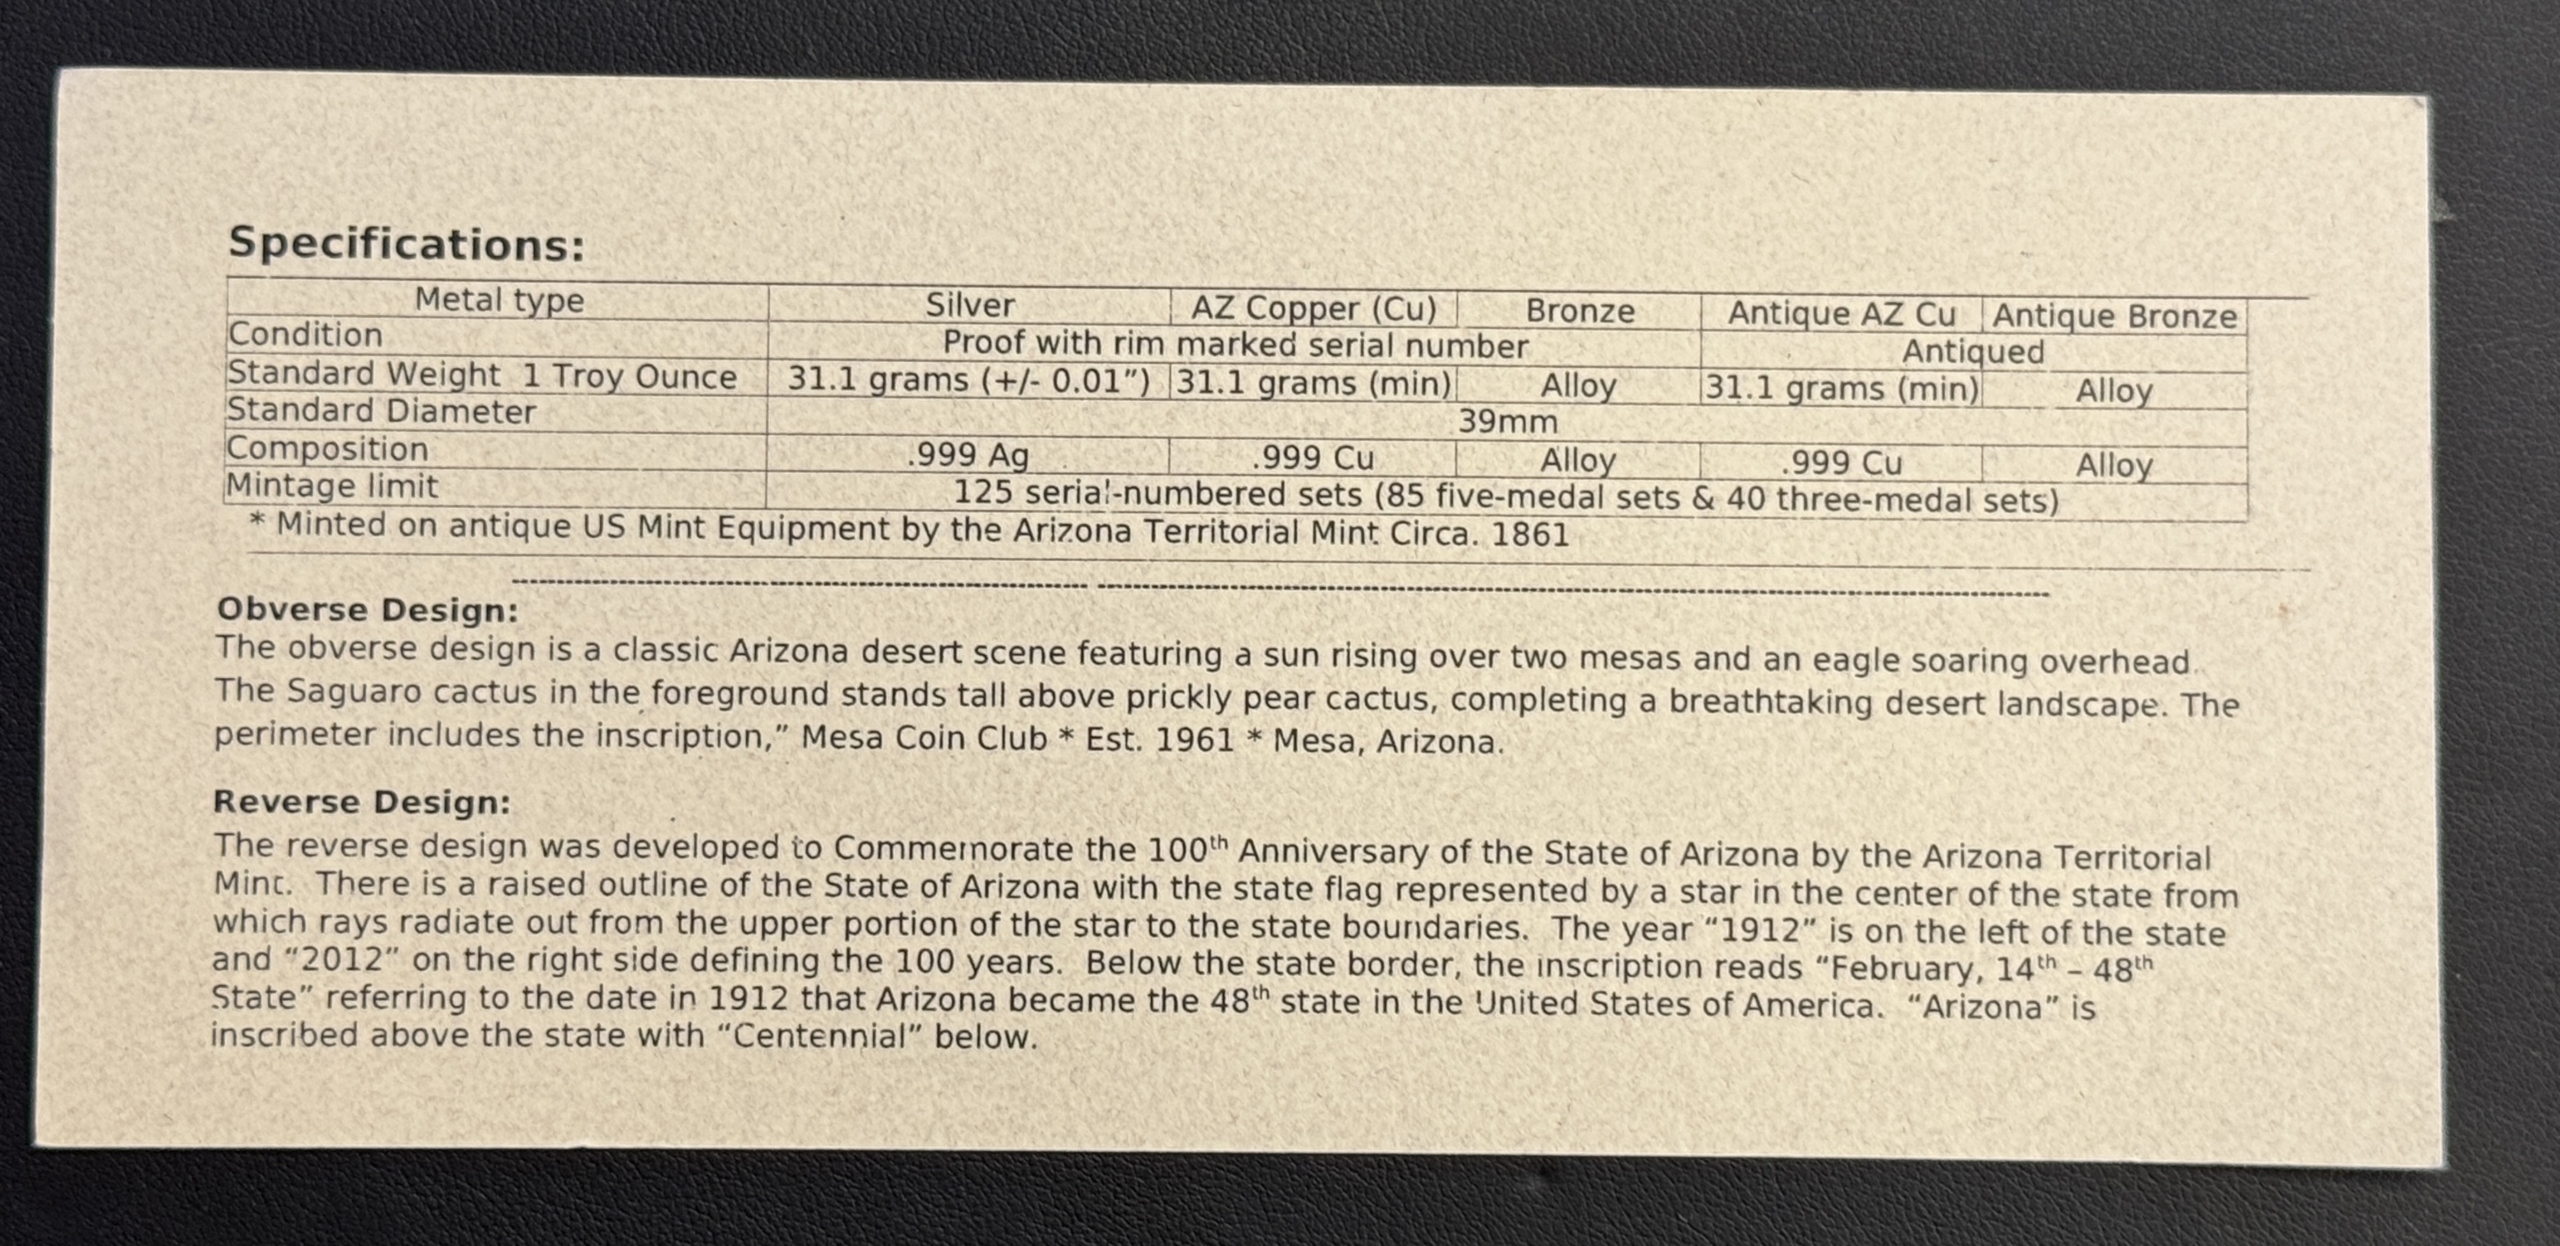 Specifications:
Metal type Silver AZ Copper (Cu) Bronze Antique AZ Cu Antique Bronze
Condition Proof with rim marked serial number Antiqued
Standard Weight 1 Troy Ounce 31.1 grams (+/- 0.01”) 31.1 grams (min) Alloy 31.1 grams (min) Alloy
Standard Diameter 39mm
Composition .999 Ag .999 Cu Alloy .999 Cu Alloy
Mintage limit 125 serial-numbered sets (85 five-medal sets & 40 three-medal sets)
* Minted on antique US Mint Equipment by the Arizona Territorial Mint Circa. 1861
Obverse Design:
The obverse design is a classic Arizona desert scene featuring a sun rising over two mesas and an eagle soaring overhead.
The Saguaro cactus in the foreground stands tall above prickly pear cactus, completing a breathtaking desert landscape. The
perimeter includes the inscription,” Mesa Coin Club * Est. 1961 * Mesa, Arizona.
Reverse Design:
The reverse design was developed to Commemorate the 100th Anniversary of the State of Arizona by the Arizona Territorial
Mint. There is a raised outline of the State of Arizona with the state flag represented by a star in the center of the state from
which rays radiate out from the upper portion of the star to the state boundaries. The year “1912” is on the left of the state
and “2012” on the right side defining the 100 years. Below the state border, the inscription reads “February, 14th – 48th
State” referring to the date in 1912 that Arizona became the 48th state in the United States of America. “Arizona” is
inscribed above the state with “Centennial” below.